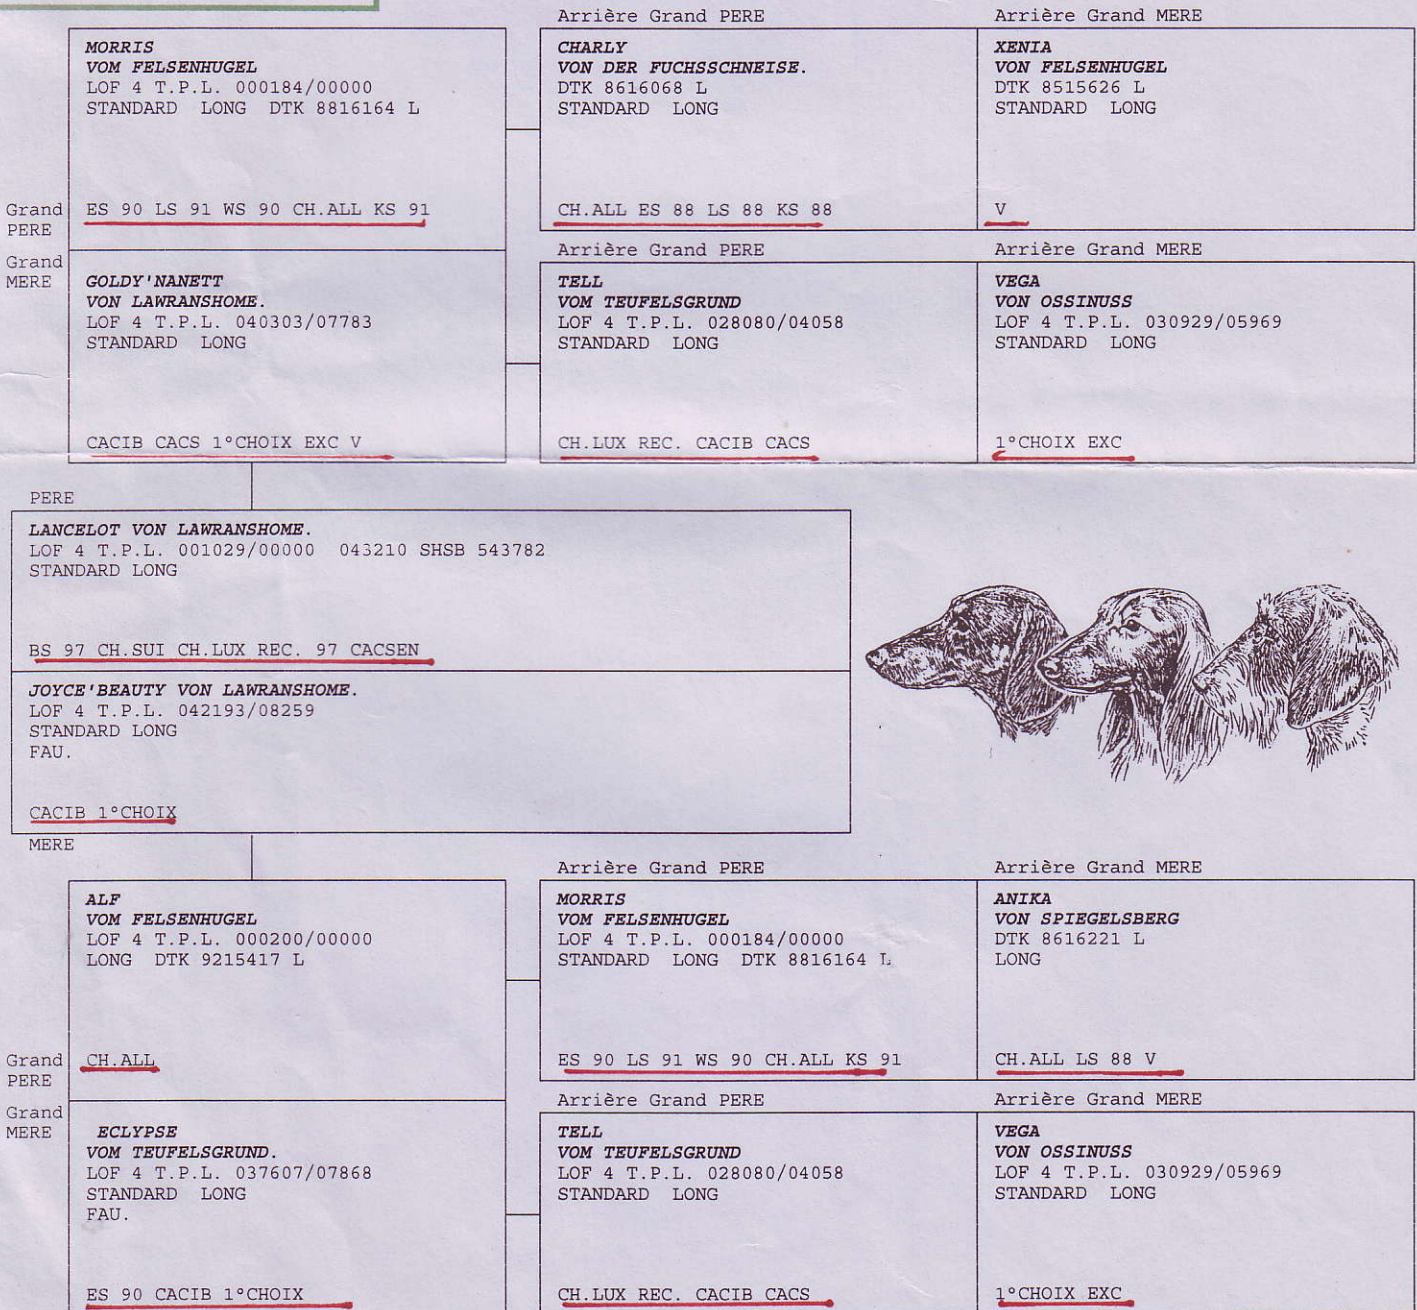 Arrière Grand PERE
Arrière Grand MERE
MORRIS
VOM FELSENHUGEL
LOF 4 T.P.L. 000184/00000
STANDARD LONG DTK 8816164 L
ES 90 LS 91 WS 90 CH.ALL KS 91
CHARLY
VON DER FUCHSSCHNEISE.
DTK 8616068 L
STANDARD LONG
CH.ALL ES 88 LS 88 KS 88
XENIA
VON FELSENHUGEL
DTK 8515626 L
STANDARD LONG
V
Grand
PERE
Grand
MERE
GOLDY'NANETT
VON LAWRANSHOME.
LOF 4 T.P.L. 040303/07783
STANDARD LONG
CACIB CACS 1°CHOIX EXC V
Arrière Grand PERE
Arrière Grand MERE
TELL
VOM TEUFELSGRUND
LOF 4 T.P.L. 028080/04058
STANDARD LONG
CH.LUX REC. CACIB CACS
VEGA
VON OSSINUSS
LOF 4 T.P.L. 030929/05969
STANDARD LONG
1°CHOIX EXC
PERE
LANCELOT VON LAWRANSHOME.
LOF 4 T.P.L. 001029/00000 043210 SHSB 543782
STANDARD LONG
BS 97 CH.SUI CH.LUX REC. 97 CACSEN
JOYCE'BEAUTY VON LAWRANSHOME.
LOF 4 T.P.L. 042193/08259
STANDARD LONG
FAU.
CACIB 1°CHOIX
MERE
Arrière Grand PERE
Arrière Grand MERE
ALF
VOM FELSENHUGEL
LOF 4 T.P.L. 000200/00000
LONG DTK 9215417 L
CH.ALL
MORRIS
VOM FELSENHUGEL
LOF 4 T.P.L. 000184/00000
STANDARD LONG DTK 8816164 L
ES 90 LS 91 WS 90 CH.ALL KS 91
ANIKA
VON SPIEGELSBERG
DTK 8616221 L
LONG
CH.ALL LS 88 V
Grand
PERE
Grand
MERE
ECLYPSE
VOM TEUFELSGRUND.
LOF 4 T.P.L. 037607/07868
STANDARD LONG
FAU.
ES 90 CACIB 1°CHOIX
Arrière Grand PERE
Arrière Grand MERE
TELL
VOM TEUFELSGRUND
LOF 4 T.P.L. 028080/04058
STANDARD LONG
CH.LUX REC. CACIB CACS
VEGA
VON OSSINUSS
LOF 4 T.P.L. 030929/05969
STANDARD LONG
1°CHOIX EXC